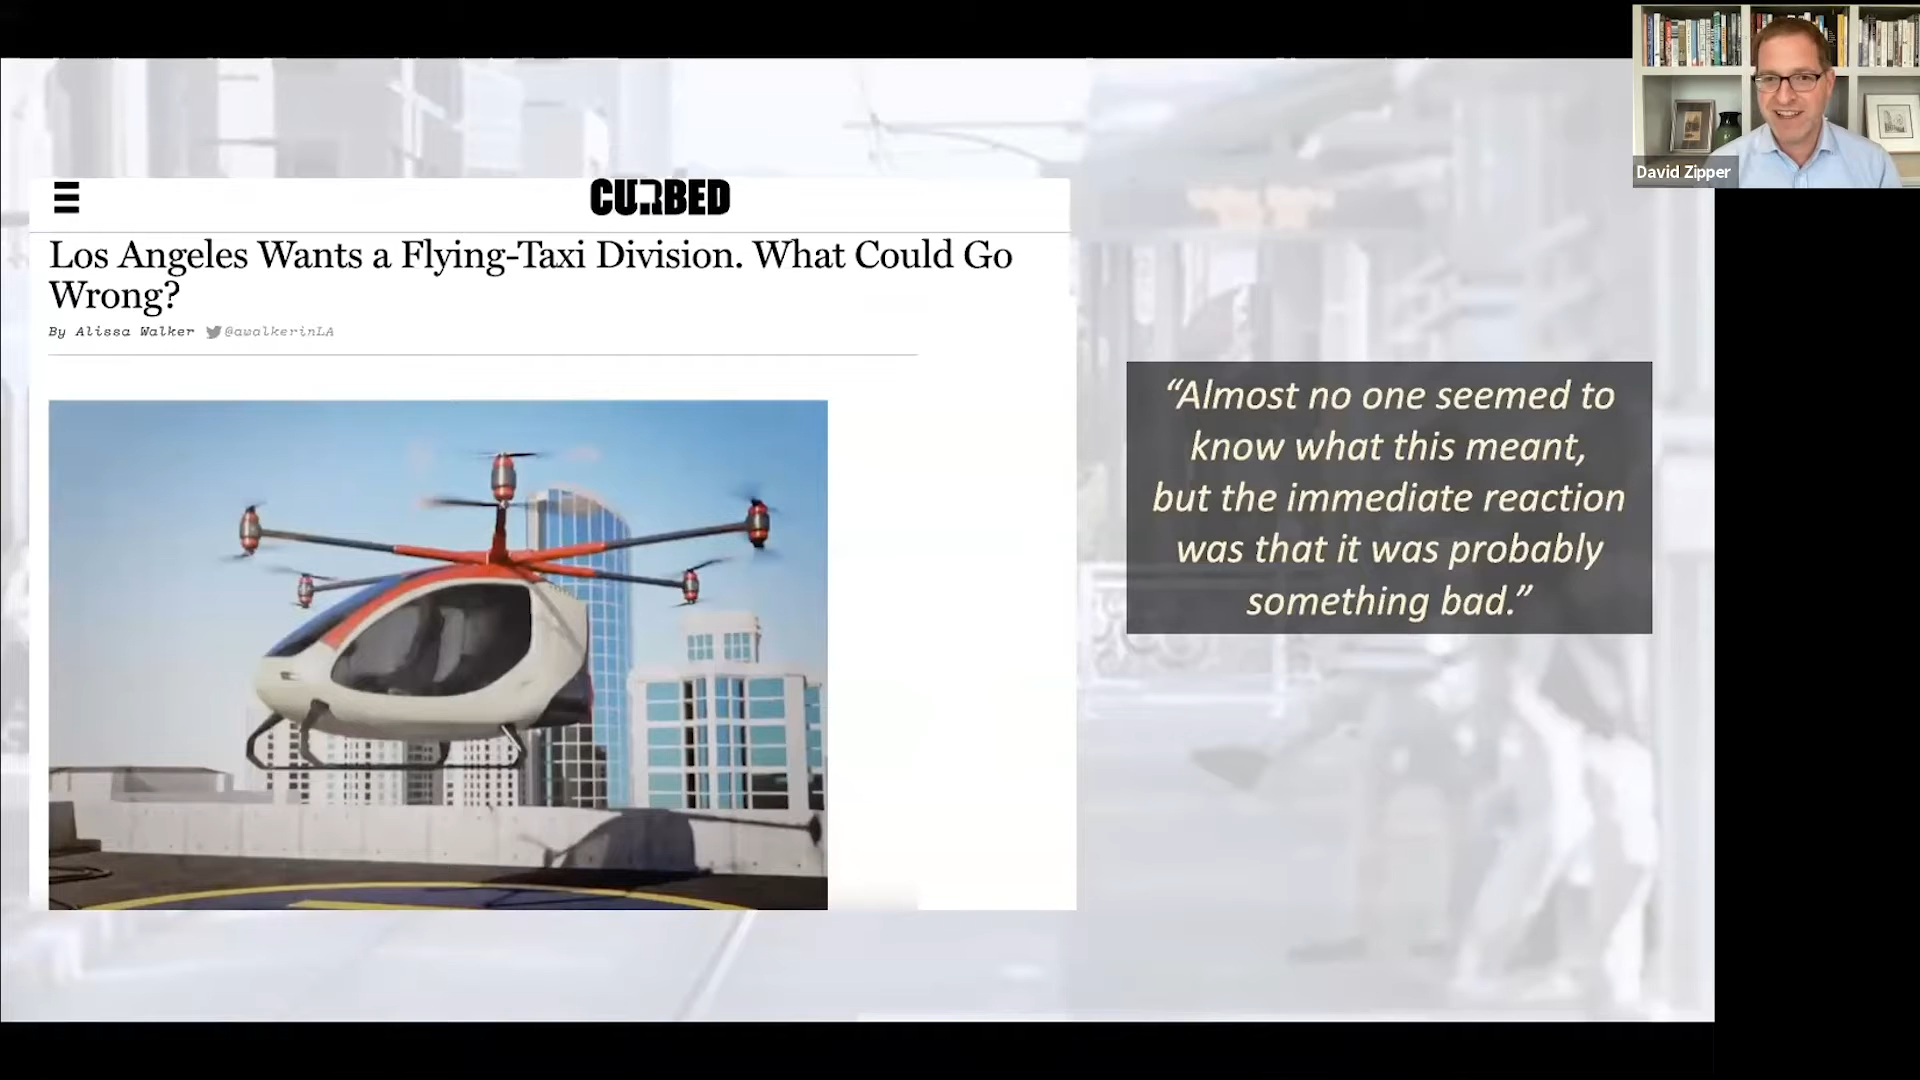 David Zipper
CURBED
Los Angeles Wants a Flying-Taxi Division. What Could Go
Wrong?
By Alissa Walker @awalkerinLA
“Almost no one seemed to
know what this meant,
but the immediate reaction
was that it was probably
something bad.”